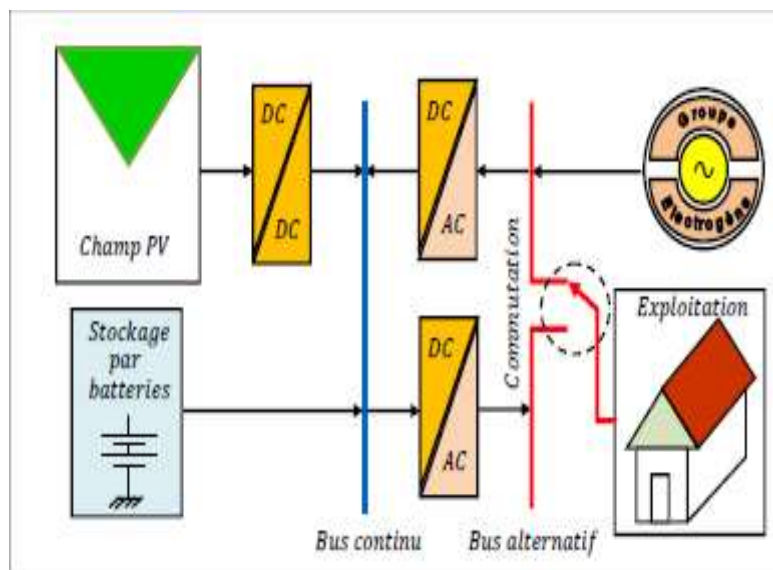 DC
DC
DC
AC
Groupe
Electrogène
Champ PV
Commutation
Exploitation
Stockage
par
batteries
DC
AC
Bus continu
Bus alternatif